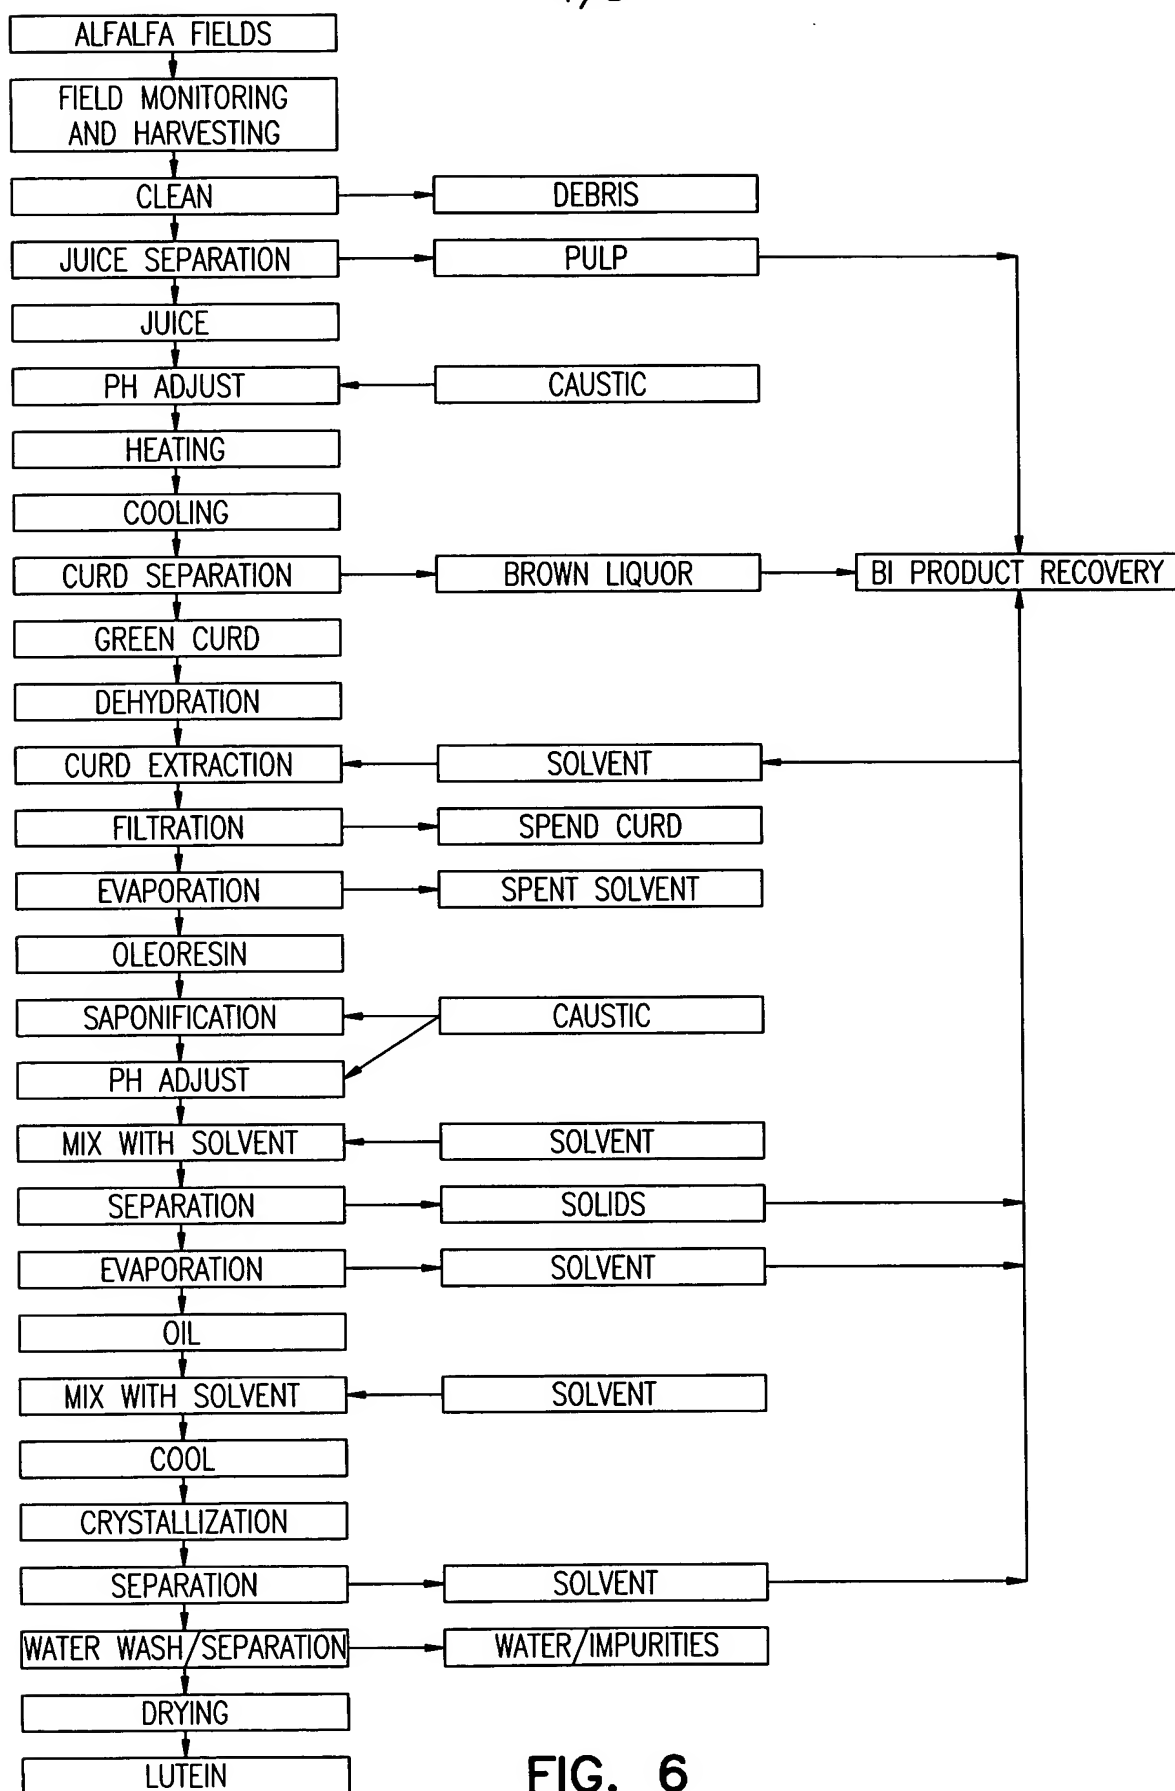 ALFALFA FIELDS
FIELD MONITORING
AND HARVESTING
CLEAN
DEBRIS
JUICE SEPARATION
PULP
JUICE
PH ADJUST
CAUSTIC
HEATING
COOLING
CURD SEPARATION
BROWN LIQUOR
BI PRODUCT RECOVERY
GREEN CURD
DEHYDRATION
CURD EXTRACTION
SOLVENT
FILTRATION
SPEND CURD
EVAPORATION
SPENT SOLVENT
OLEORESIN
SAPONIFICATION
CAUSTIC
PH ADJUST
MIX WITH SOLVENT
SOLVENT
SEPARATION
SOLIDS
EVAPORATION
SOLVENT
OIL
MIX WITH SOLVENT
SOLVENT
COOL
CRYSTALLIZATION
SEPARATION
SOLVENT
WATER WASH/SEPARATION
WATER/IMPURITIES
DRYING
LUTEIN
FIG. 6